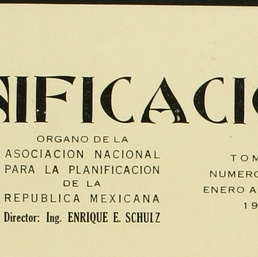 NIFICACIO
ORGANO DE LA
ASOCIACION NACIONAL
PARA LA PLANIFICACION
DE LA
REPUBLICA MEXICANA
Director: Ing. ENRIQUE E. SCHULZ
TOM
NUMERO
ENERO A
19